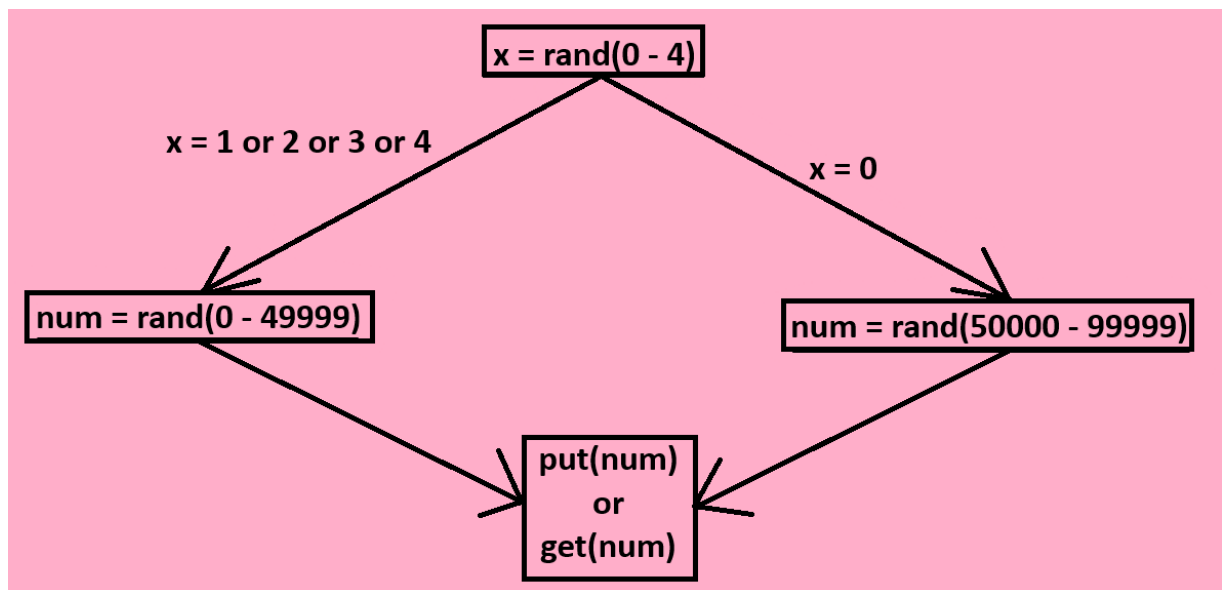 x = rand(0 - 4)
x = 1 or 2 or 3 or 4
x = 0
num = rand(0 - 49999)
num = rand(50000 - 99999)
put(num)
or
get(num)